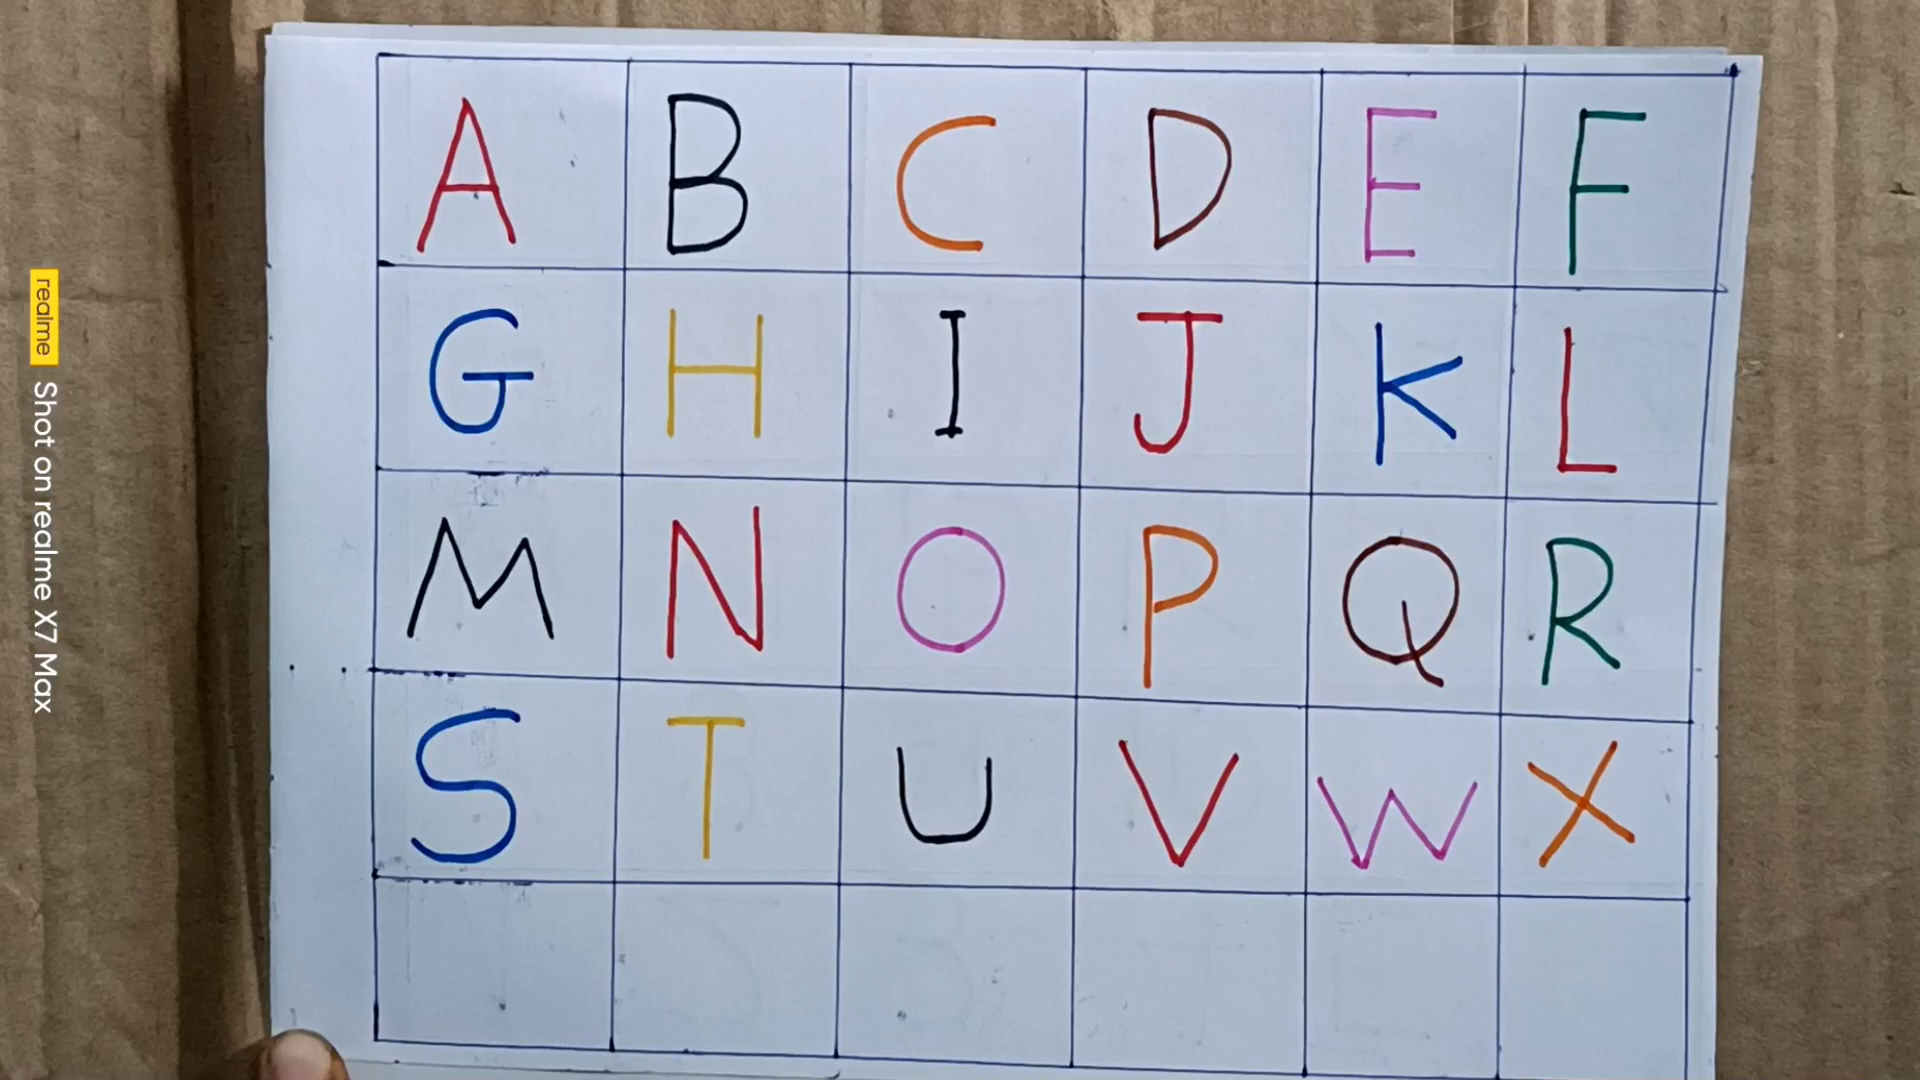 A B C D E F
G H I J K L
M N O P Q R
S T U V W X
realme Shot on realme X7 Max